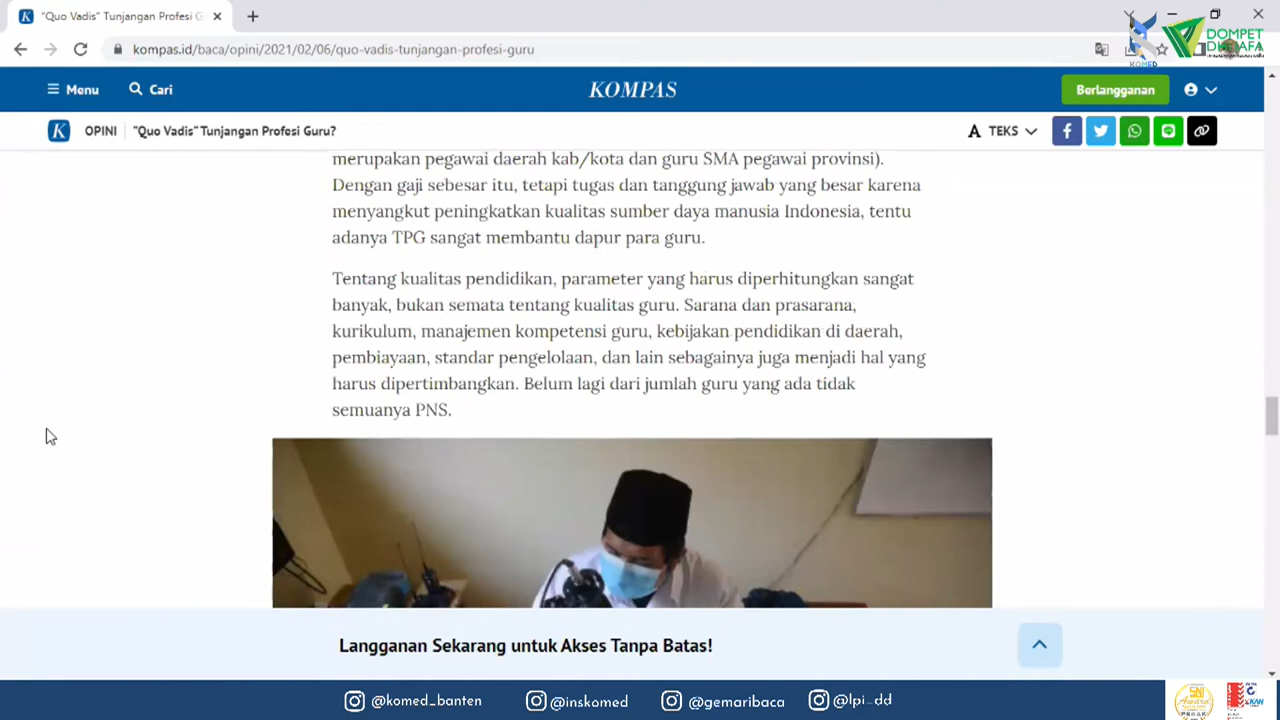 "Quo Vadis" Tunjangan Profesi G
kompas.id/baca/opini/2021/02/06/quo-vadis-tunjangan-profesi-guru
KOMED
DOMPET
DHUAFA
Menu
Cari
KOMPAS
Berlangganan
OPINI
"Quo Vadis" Tunjangan Profesi Guru?
TEKS
merupakan pegawai daerah kab/kota dan guru SMA pegawai provinsi).
Dengan gaji sebesar itu, tetapi tugas dan tanggung jawab yang besar karena
menyangkut peningkatkan kualitas sumber daya manusia Indonesia, tentu
adanya TPG sangat membantu dapur para guru.
Tentang kualitas pendidikan, parameter yang harus diperhitungkan sangat
banyak, bukan semata tentang kualitas guru. Sarana dan prasarana,
kurikulum, manajemen kompetensi guru, kebijakan pendidikan di daerah,
pembiayaan, standar pengelolaan, dan lain sebagainya juga menjadi hal yang
harus dipertimbangkan. Belum lagi dari jumlah guru yang ada tidak
semuanya PNS.
Langganan Sekarang untuk Akses Tanpa Batas!
@komed_banten
@inskomed
@gemaribaca
@lpi_dd
SNI
Award
PERAK
KAN